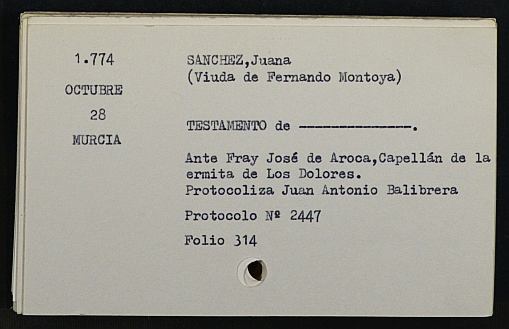 1.774
OCTUBRE
28
MURCIA
SANCHEZ,Juana
(Viuda de Fernando Montoya)
TESTAMENTO de --------------.
Ante Fray José de Aroca,Capellán de la
ermita de Los Dolores.
Protocoliza Juan Antonio Balibrera
Protocolo Nº 2447
Folio 314